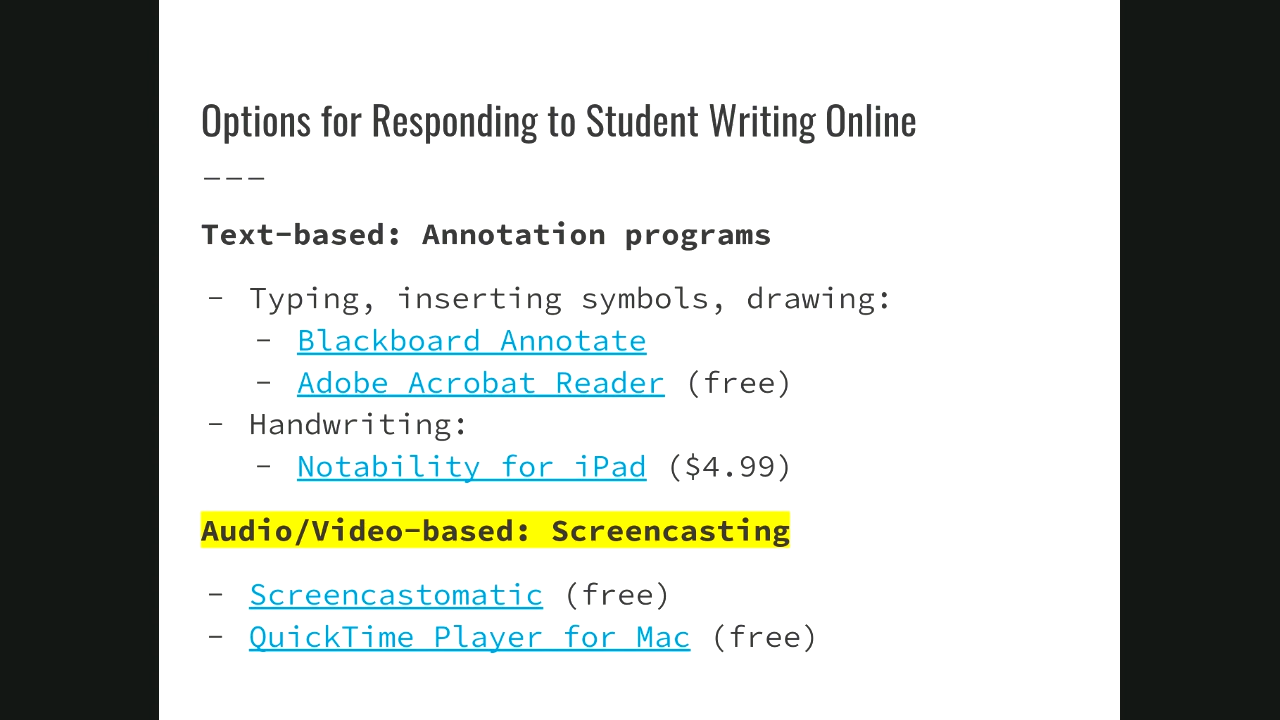 Options for Responding to Student Writing Online
———
Text-based: Annotation programs
- Typing, inserting symbols, drawing:
- Blackboard Annotate
- Adobe Acrobat Reader (free)
- Handwriting:
- Notability for iPad ($4.99)
Audio/Video-based: Screencasting
- Screencastomatic (free)
- QuickTime Player for Mac (free)